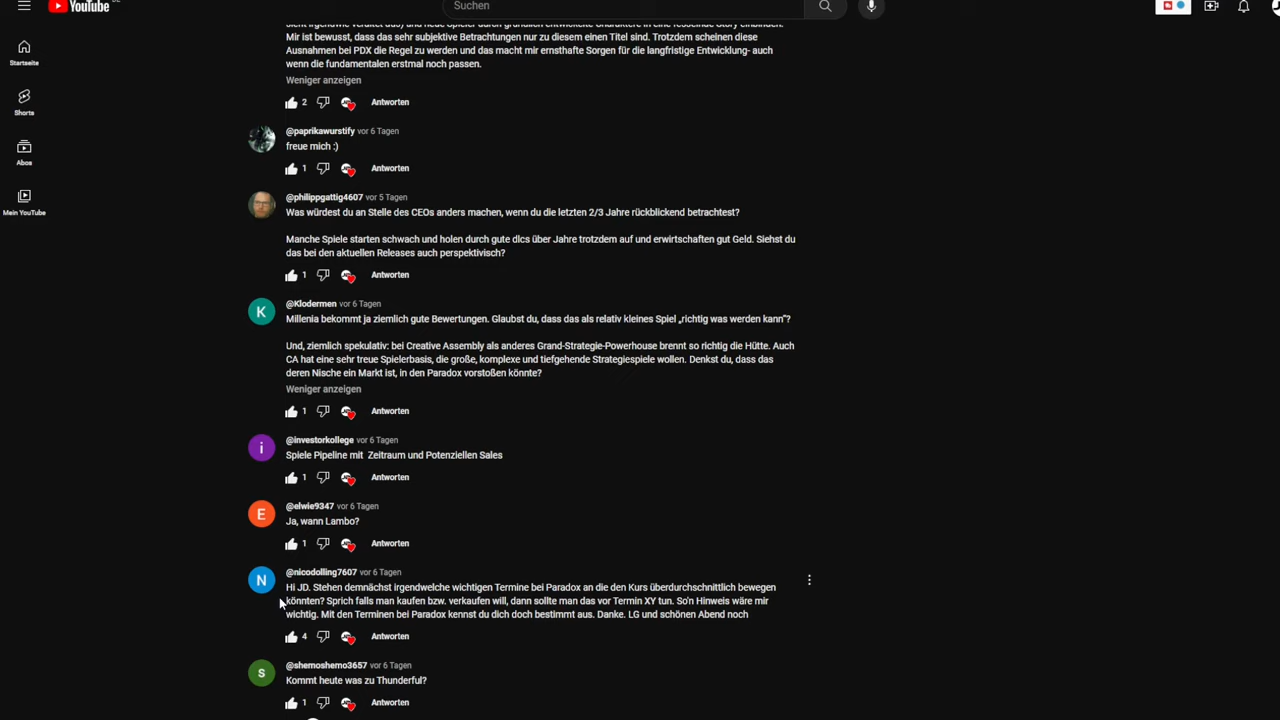 YouTube
Suchen
Startseite
Shorts
Abos
Mein YouTube
Mir ist bewusst, dass das sehr subjektive Betrachtungen nur zu diesem einen Titel sind. Trotzdem scheinen diese
Ausnahmen bei PDX die Regel zu werden und das macht mir ernsthafte Sorgen für die langfristige Entwicklung- auch
wenn die fundamentalen erstmal noch passen.
Weniger anzeigen
2 Antworten
@paprikawurstify vor 6 Tagen
freue mich :)
1 Antworten
@philippgattig4607 vor 5 Tagen
Was würdest du an Stelle des CEOs anders machen, wenn du die letzten 2/3 Jahre rückblickend betrachtest?
Manche Spiele starten schwach und holen durch gute dlcs über Jahre trotzdem auf und erwirtschaften gut Geld. Siehst du
das bei den aktuellen Releases auch perspektivisch?
1 Antworten
K
@Klodermen vor 6 Tagen
Millenia bekommt ja ziemlich gute Bewertungen. Glaubst du, dass das als relativ kleines Spiel „richtig was werden kann“?
Und, ziemlich spekulativ: bei Creative Assembly als anderes Grand-Strategie-Powerhouse brennt so richtig die Hütte. Auch
CA hat eine sehr treue Spielerbasis, die große, komplexe und tiefgehende Strategiespiele wollen. Denkst du, dass das
deren Nische ein Markt ist, in den Paradox vorstoßen könnte?
Weniger anzeigen
1 Antworten
i
@investorkollege vor 6 Tagen
Spiele Pipeline mit Zeitraum und Potenziellen Sales
1 Antworten
E
@elwie9347 vor 6 Tagen
Ja, wann Lambo?
1 Antworten
N
@nicodolling7607 vor 6 Tagen
Hi JD. Stehen demnächst irgendwelche wichtigen Termine bei Paradox an die den Kurs überdurchschnittlich bewegen
könnten? Sprich falls man kaufen bzw. verkaufen will, dann sollte man das vor Termin XY tun. So'n Hinweis wäre mir
wichtig. Mit den Terminen bei Paradox kennst du dich doch bestimmt aus. Danke. LG und schönen Abend noch
4 Antworten
S
@shemoshemo3657 vor 6 Tagen
Kommt heute was zu Thunderful?
1 Antworten